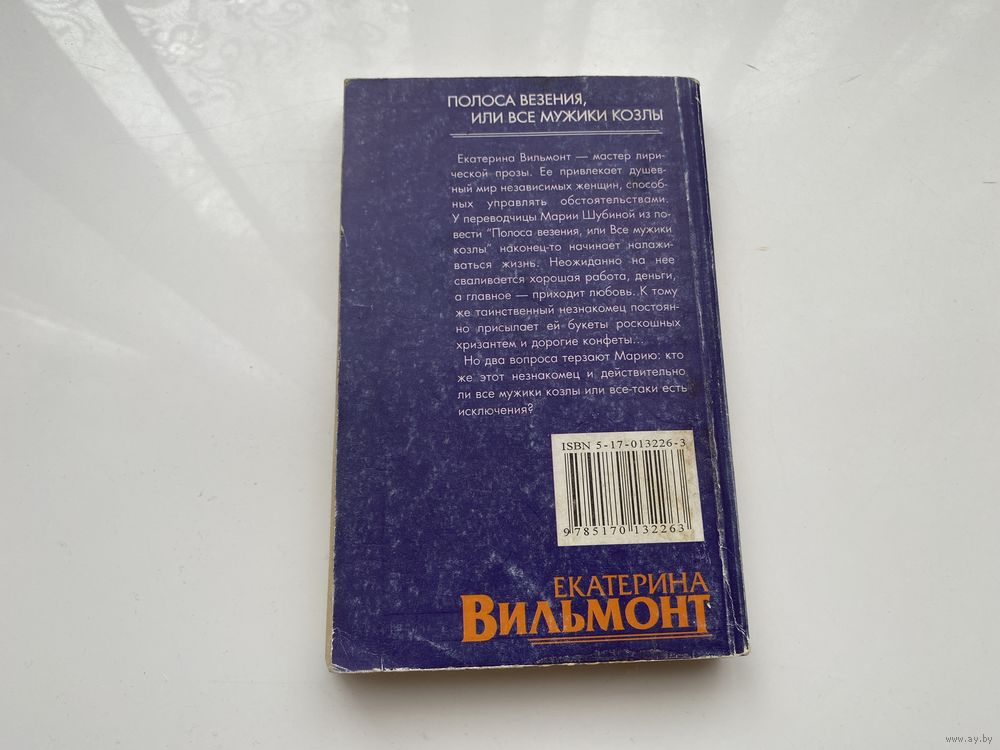 ПОЛОСА ВЕЗЕНИЯ,
ИЛИ ВСЕ МУЖИКИ КОЗЛЫ
Екатерина Вильмонт — мастер лири-
ческой прозы. Ее привлекает душев-
ный мир независимых женщин, способ-
ных управлять обстоятельствами.
У переводчицы Марии Шубиной из по-
вести "Полоса везения, или Все мужики
козлы" наконец-то начинает налажи-
ваться жизнь. Неожиданно на нее
сваливается хорошая работа, деньги,
а главное — приходит любовь. К тому
же таинственный незнакомец постоян-
но присылает ей букеты роскошных
хризантем и дорогие конфеты...
Но два вопроса терзают Марию: кто
же этот незнакомец и действительно
ли все мужики козлы или все-таки есть
исключения?
ISBN 5-17-013226-3
9 785170 132263
ЕКАТЕРИНА
ВИЛЬМОНТ
www.ay.by